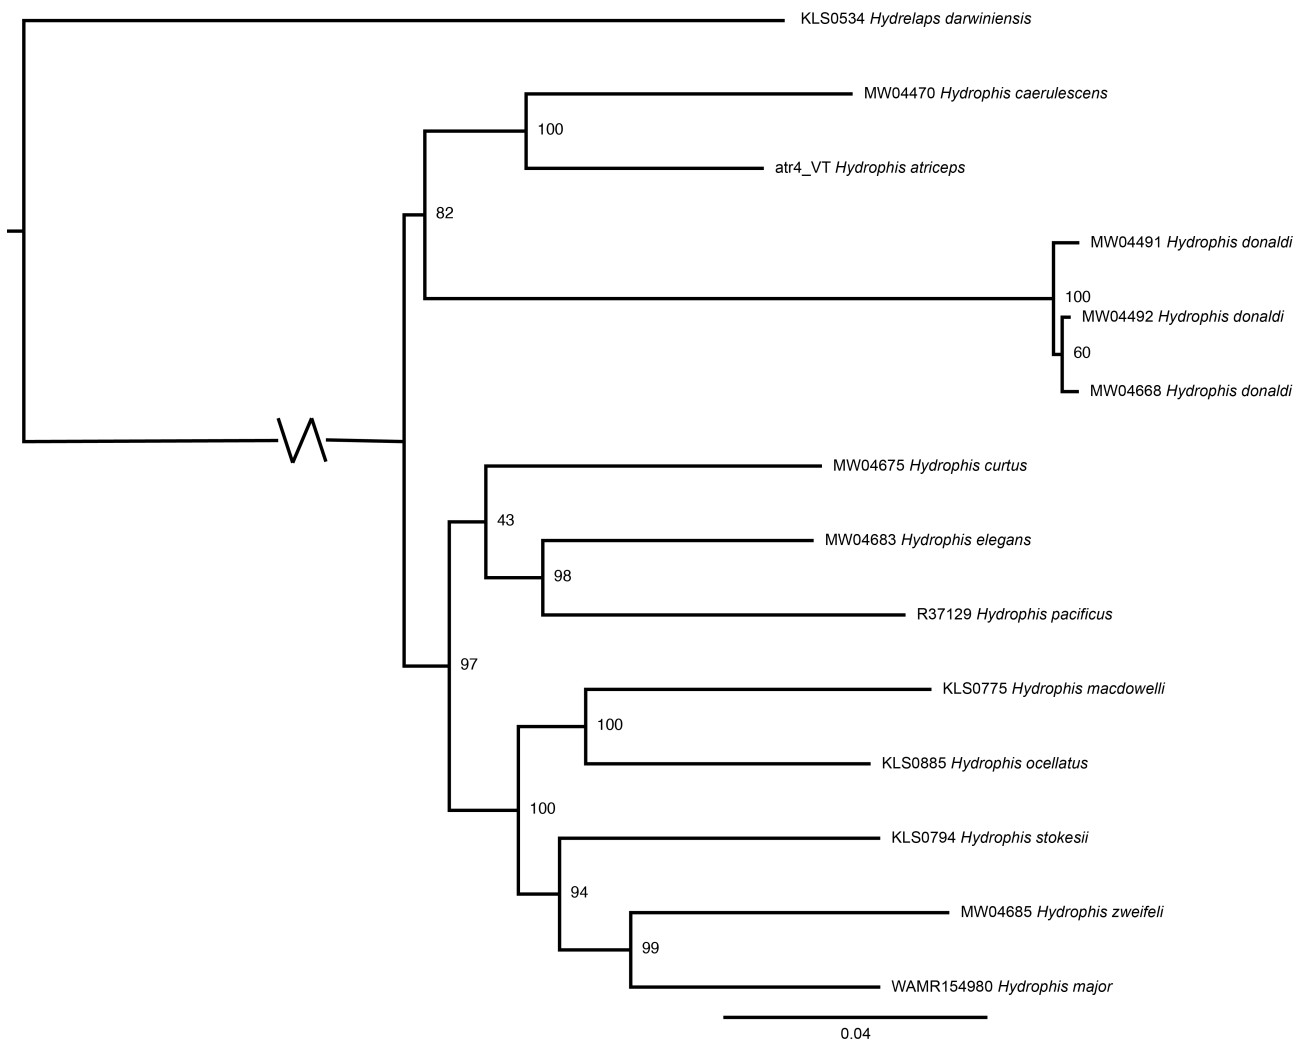 KLS0534 Hydrelaps darwiniensis
MW04470 Hydrophis caerulescens
100
atr4_VT Hydrophis atriceps
82
MW04491 Hydrophis donaldi
100
MW04492 Hydrophis donaldi
60
MW04668 Hydrophis donaldi
MW04675 Hydrophis curtus
43
MW04683 Hydrophis elegans
98
R37129 Hydrophis pacificus
97
KLS0775 Hydrophis macdowelli
100
KLS0885 Hydrophis ocellatus
100
KLS0794 Hydrophis stokesii
94
MW04685 Hydrophis zweifeli
99
WAMR154980 Hydrophis major
0.04